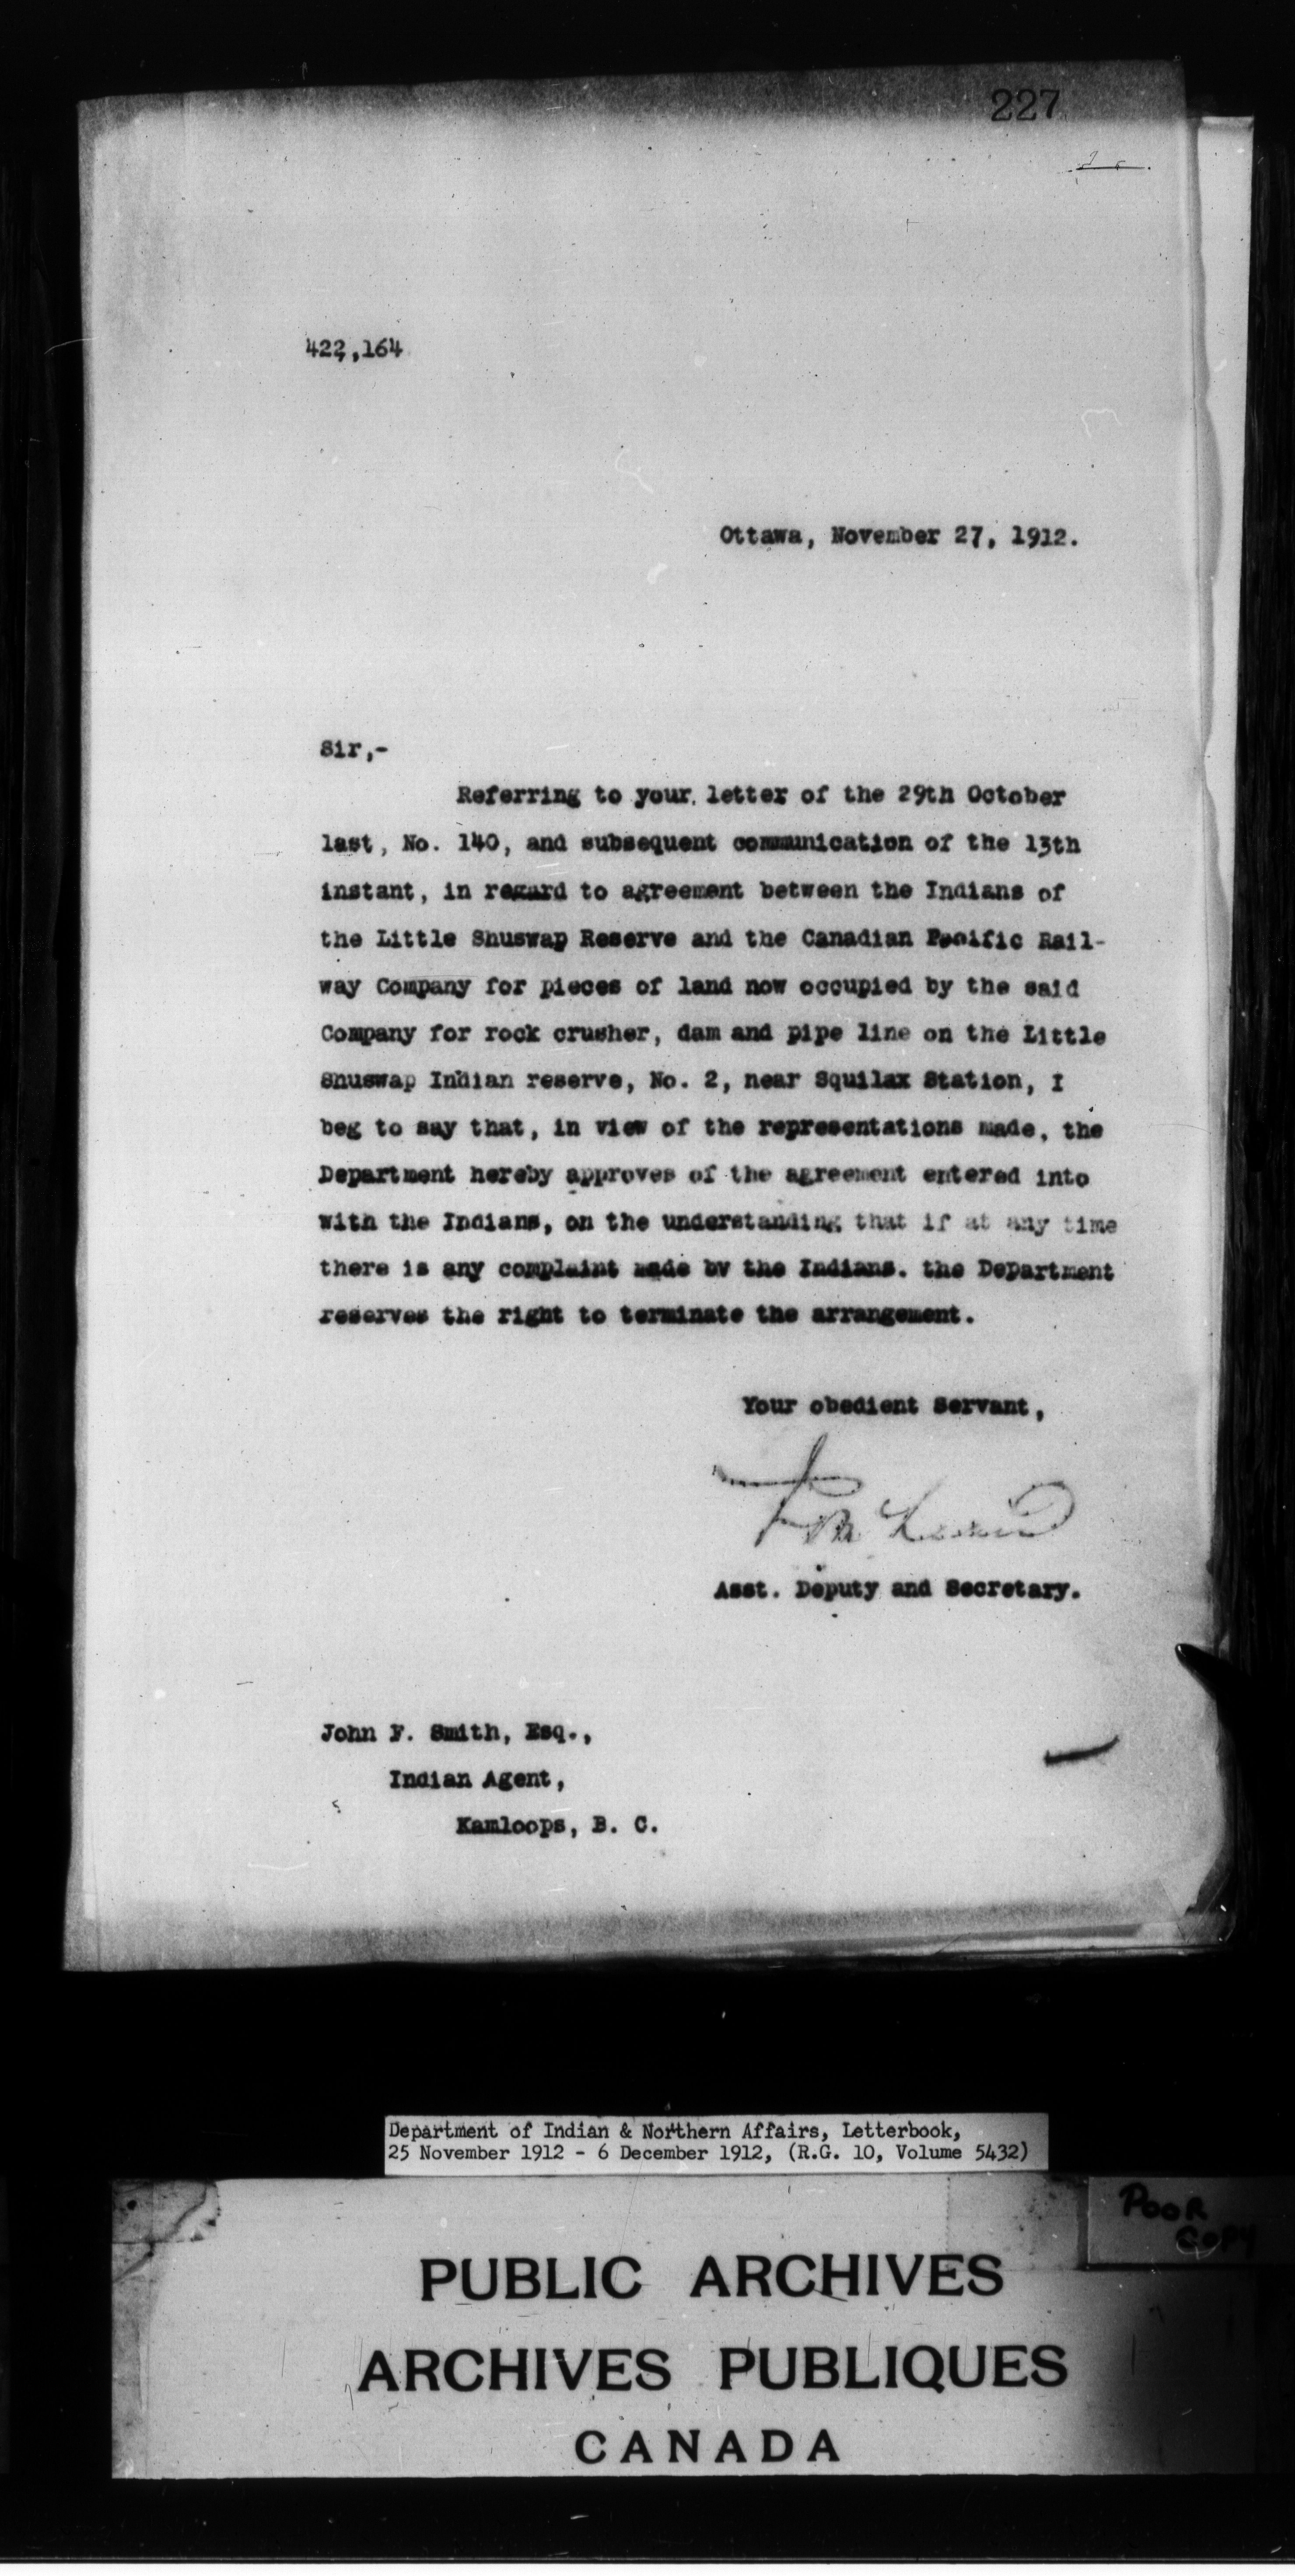 227
422,164
Ottawa, November 27, 1912.
Sir,-
Referring to your letter of the 29th October
last, No. 140, and subsequent communication of the 13th
instant, in regard to agreement between the Indians of
the Little Shuswap Reserve and the Canadian Pacific Rail-
way Company for pieces of land now occupied by the said
Company for rock crusher, dam and pipe line on the Little
Shuswap Indian reserve, No. 2, near Squilax Station, I
beg to say that, in view of the representations made, the
Department hereby approves of the agreement entered into
with the Indians, on the understanding that if at any time
there is any complaint made by the Indians. the Department
reserves the right to terminate the arrangement.
Your obedient Servant,
Asst. Deputy and Secretary.
John F. Smith, Esq.,
Indian Agent,
Kamloops, B. C.
Department of Indian & Northern Affairs, Letterbook,
25 November 1912 - 6 December 1912, (R.G. 10, Volume 5432)
POOR
COPY
PUBLIC ARCHIVES
ARCHIVES PUBLIQUES
CANADA